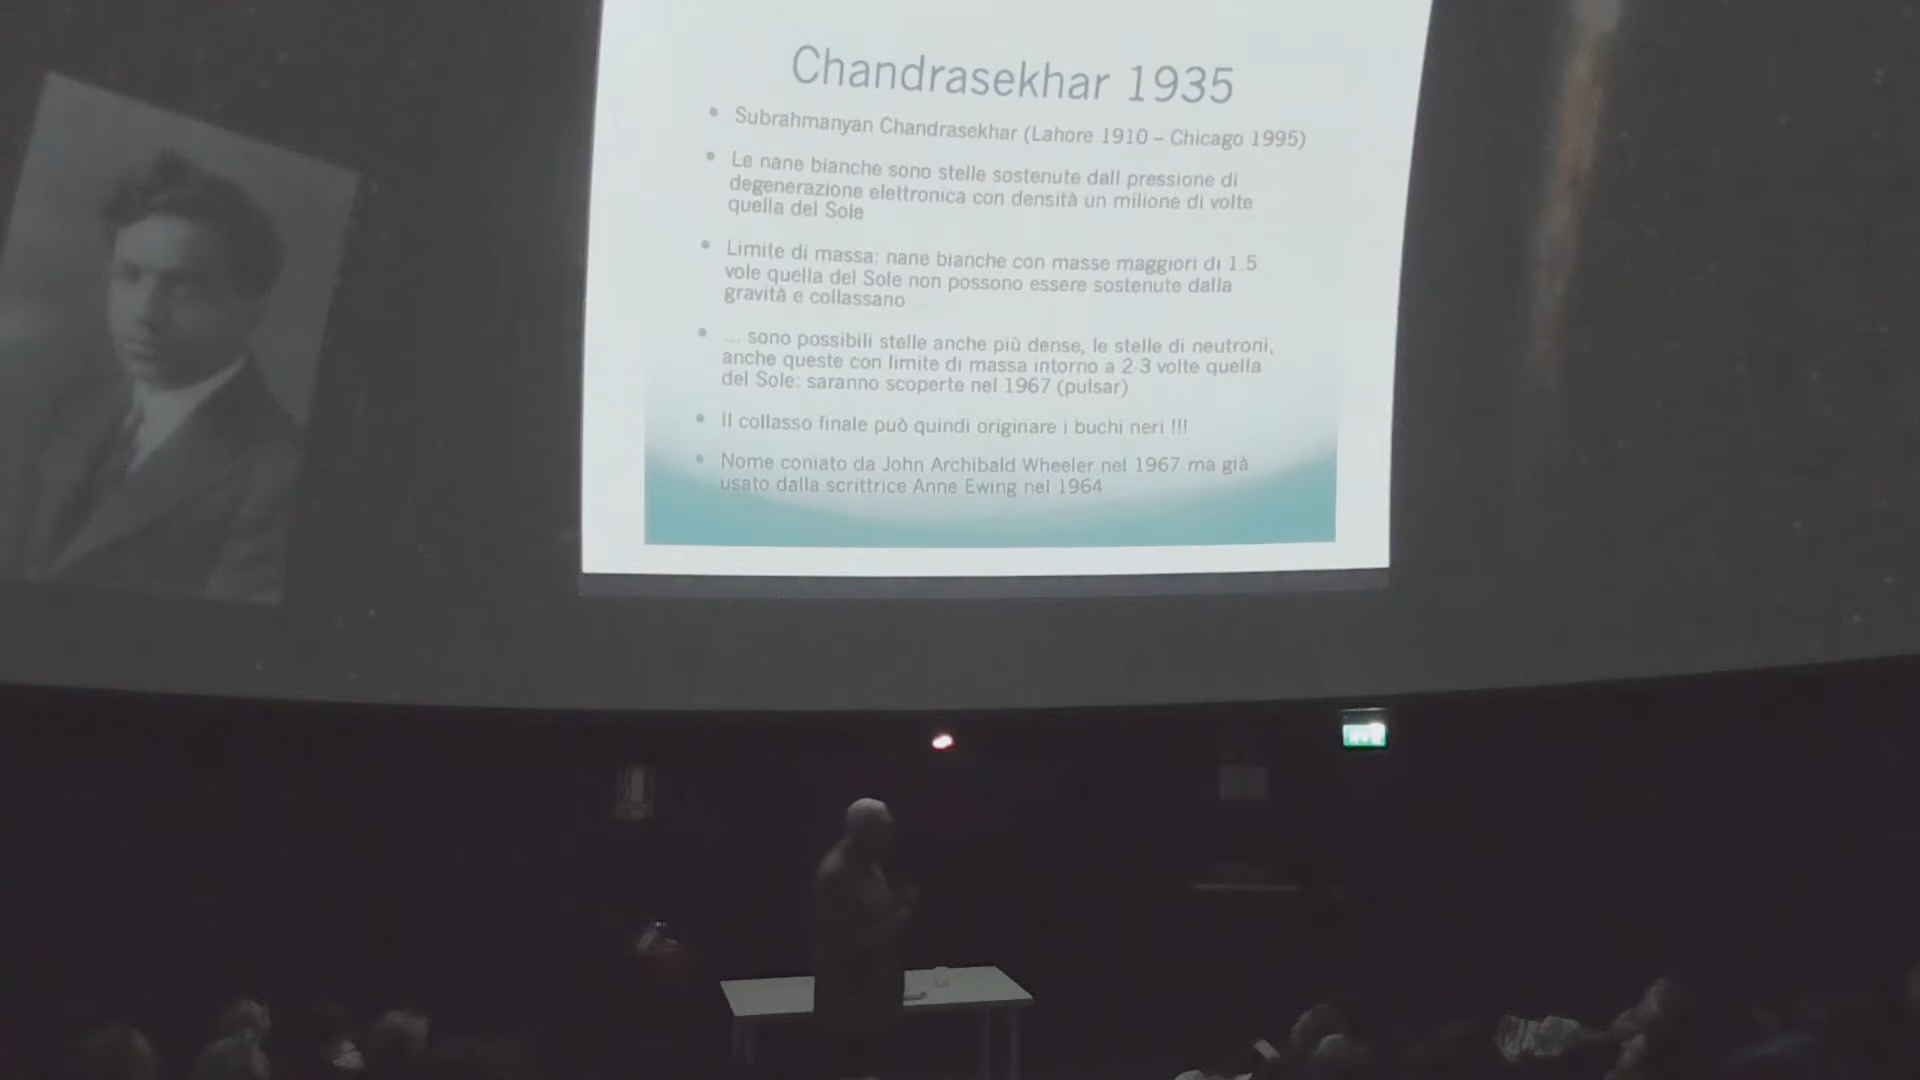 Chandrasekhar 1935
• Subrahmanyan Chandrasekhar (Lahore 1910 – Chicago 1995)
• Le nane bianche sono stelle sostenute dall pressione di
degenerazione elettronica con densità un milione di volte
quella del Sole
• Limite di massa: nane bianche con masse maggiori di 1.5
vole quella del Sole non possono essere sostenute dalla
gravità e collassano
• ... sono possibili stelle anche più dense, le stelle di neutroni,
anche queste con limite di massa intorno a 2-3 volte quella
del Sole: saranno scoperte nel 1967 (pulsar)
• Il collasso finale può quindi originare i buchi neri !!!
• Nome coniato da John Archibald Wheeler nel 1967 ma già
usato dalla scrittrice Anne Ewing nel 1964